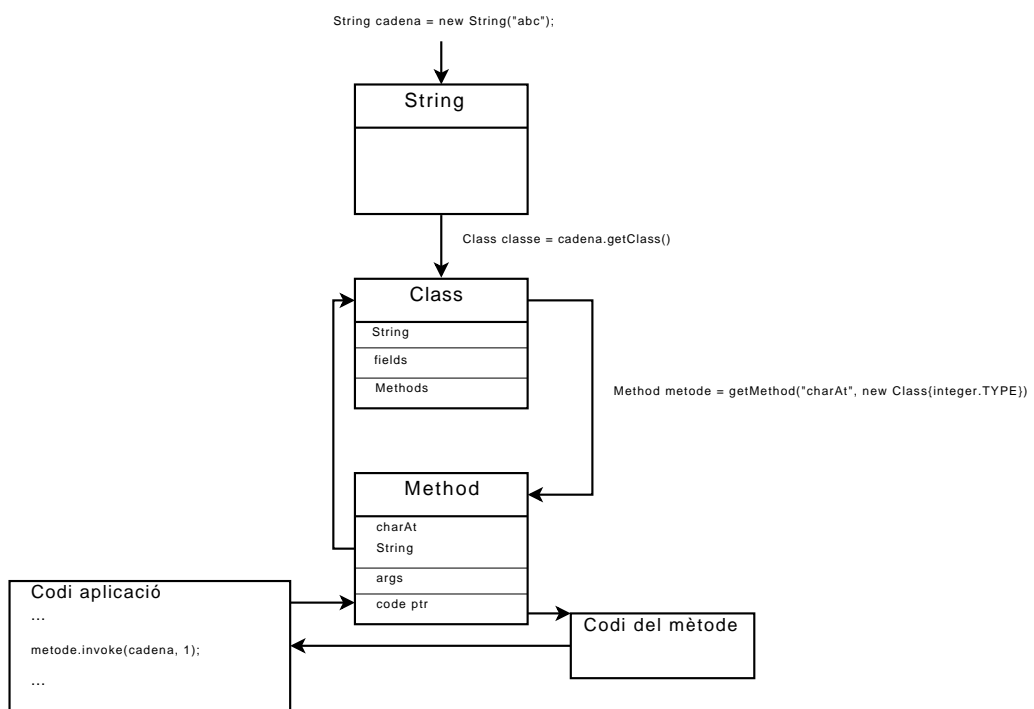 String cadena = new String("abc");
String
Class classe = cadena.getClass()
Class
String
fields
Methods
Method metode = getMethod("charAt", new Class{integer.TYPE})
Method
charAt
String
args
code ptr
Codi aplicació
...
metode.invoke(cadena, 1);
...
Codi del mètode